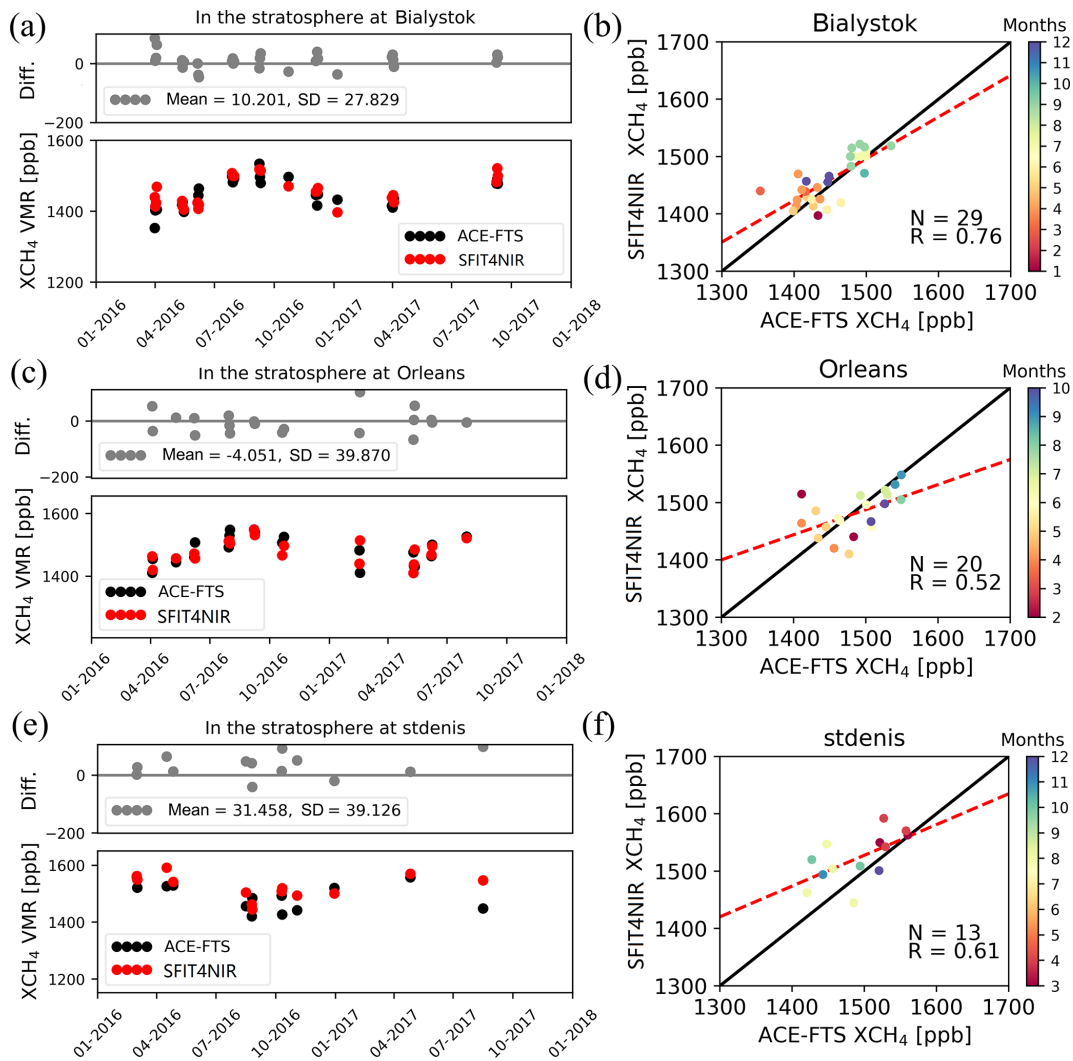 (a)
In the stratosphere at Bialystok
Diff.
0
−200
Mean = 10.201, SD = 27.829
XCH₄ VMR [ppb]
1600
1400
1200
ACE-FTS
SFIT4NIR
01-2016
04-2016
07-2016
10-2016
01-2017
04-2017
07-2017
10-2017
01-2018
(b)
Bialystok
Months
SFIT4NIR XCH₄ [ppb]
1700
1600
1500
1400
1300
N = 29
R = 0.76
1300
1400
1500
1600
1700
ACE-FTS XCH₄ [ppb]
12
11
10
9
8
7
6
5
4
3
2
1
(c)
In the stratosphere at Orleans
Diff.
0
−200
Mean = -4.051, SD = 39.870
XCH₄ VMR [ppb]
1600
1400
ACE-FTS
SFIT4NIR
01-2016
04-2016
07-2016
10-2016
01-2017
04-2017
07-2017
10-2017
01-2018
(d)
Orleans
Months
SFIT4NIR XCH₄ [ppb]
1700
1600
1500
1400
1300
N = 20
R = 0.52
1300
1400
1500
1600
1700
ACE-FTS XCH₄ [ppb]
10
9
8
7
6
5
4
3
2
(e)
In the stratosphere at stdenis
Diff.
0
−200
Mean = 31.458, SD = 39.126
XCH₄ VMR [ppb]
1600
1400
1200
ACE-FTS
SFIT4NIR
01-2016
04-2016
07-2016
10-2016
01-2017
04-2017
07-2017
10-2017
01-2018
(f)
stdenis
Months
SFIT4NIR XCH₄ [ppb]
1700
1600
1500
1400
1300
N = 13
R = 0.61
1300
1400
1500
1600
1700
ACE-FTS XCH₄ [ppb]
12
11
10
9
8
7
6
5
4
3